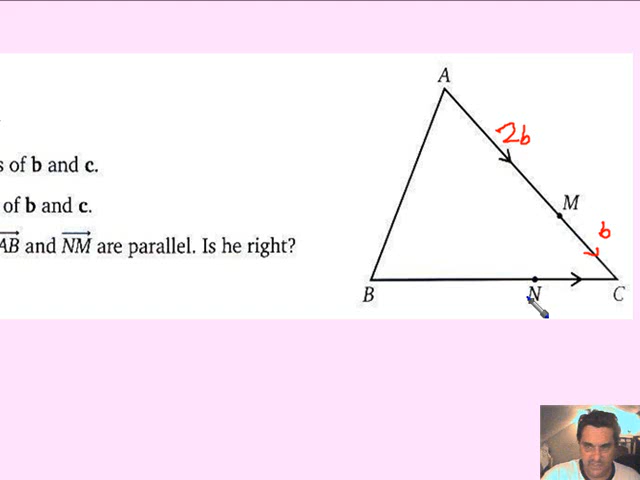 s of b and c.
of b and c.
AB and NM are parallel. Is he right?
A
2b
M
b
B
N
C